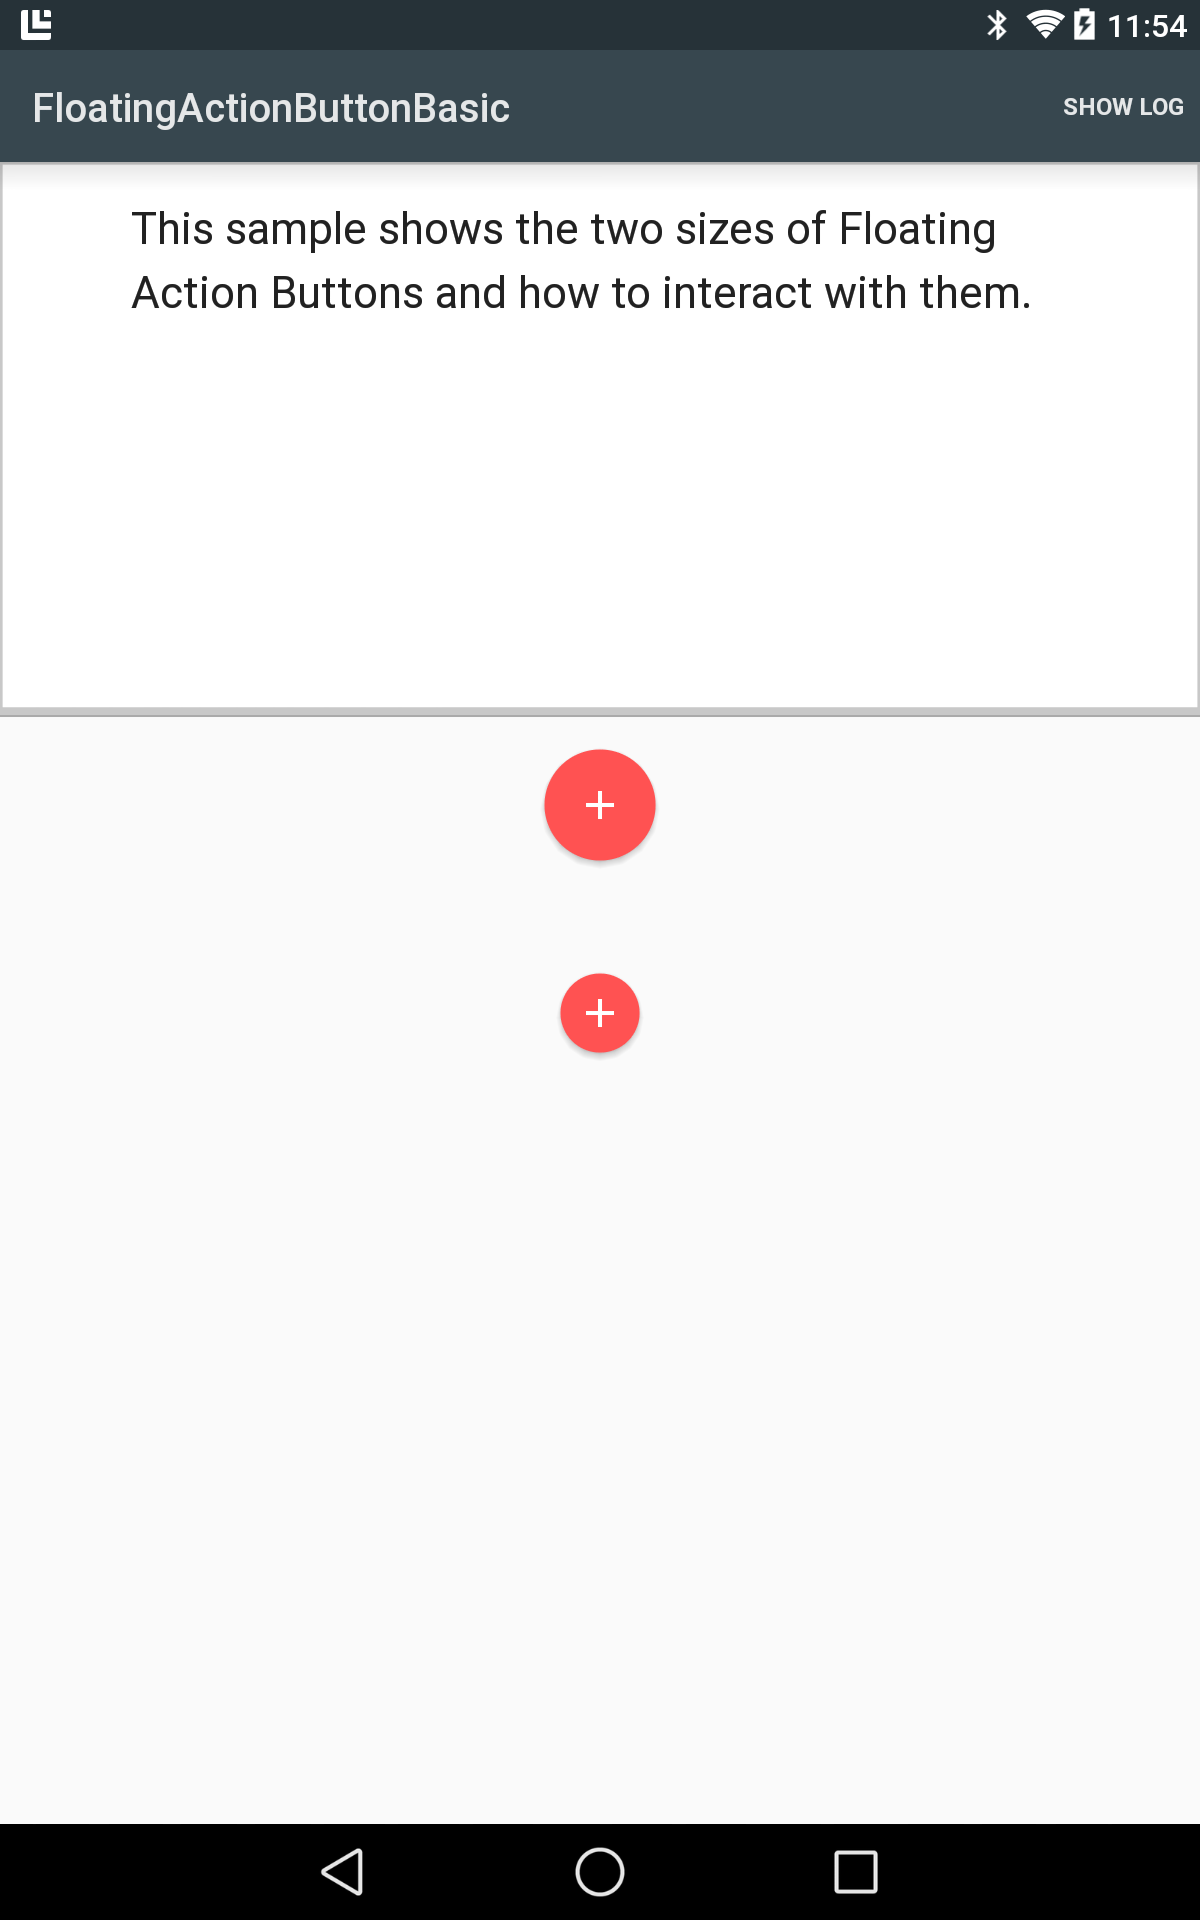 11:54
FloatingActionButtonBasic
SHOW LOG
This sample shows the two sizes of Floating
Action Buttons and how to interact with them.